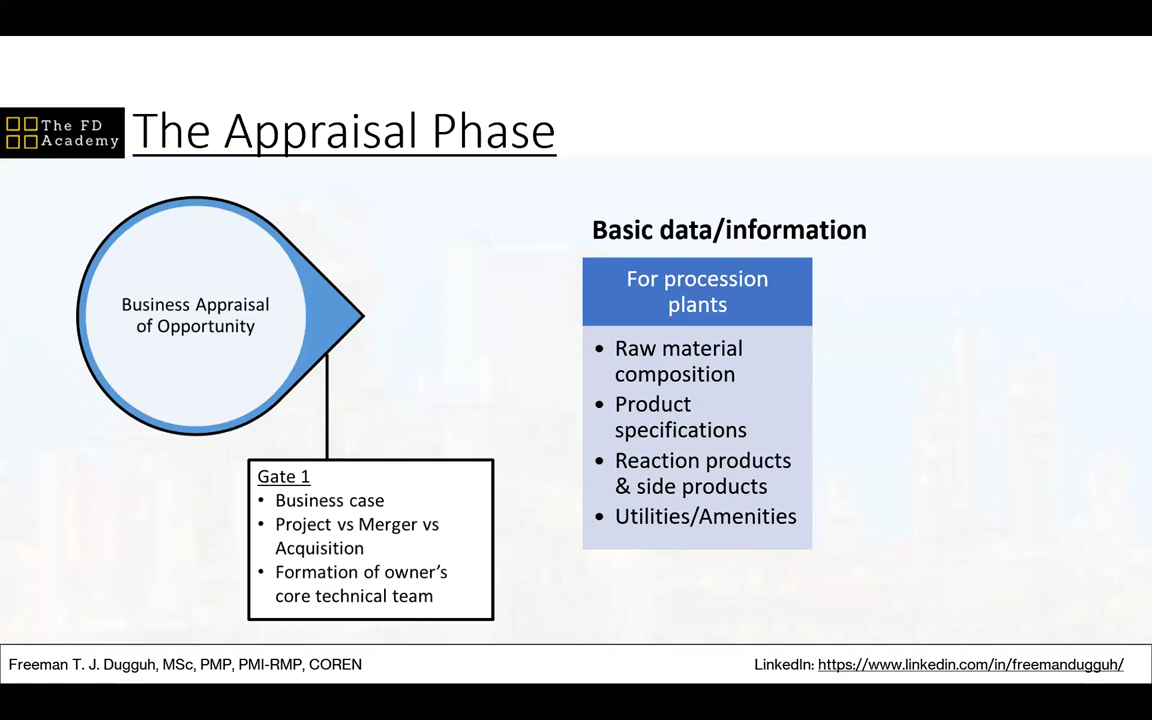 The FD
Academy
The Appraisal Phase
Business Appraisal
of Opportunity
Gate 1
• Business case
• Project vs Merger vs
Acquisition
• Formation of owner's
core technical team
Basic data/information
For procession
plants
• Raw material
composition
• Product
specifications
• Reaction products
& side products
• Utilities/Amenities
Freeman T. J. Dugguh, MSc, PMP, PMI-RMP, COREN
LinkedIn: https://www.linkedin.com/in/freemandugguh/